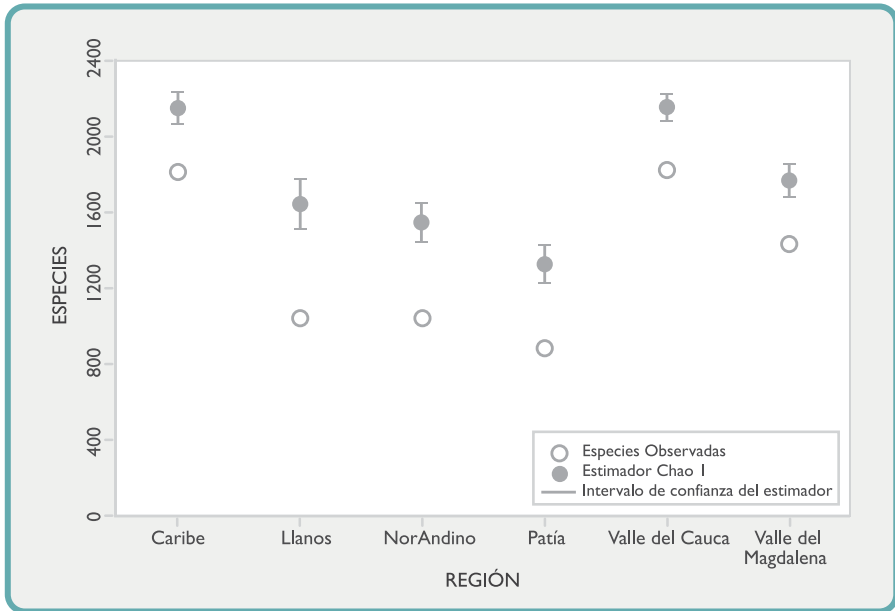 2400
2000
1600
1200
800
400
0
ESPECIES
Especies Observadas
Estimador Chao 1
Intervalo de confianza del estimador
Caribe Llanos NorAndino Patía Valle del Cauca Valle del
Magdalena
REGIÓN